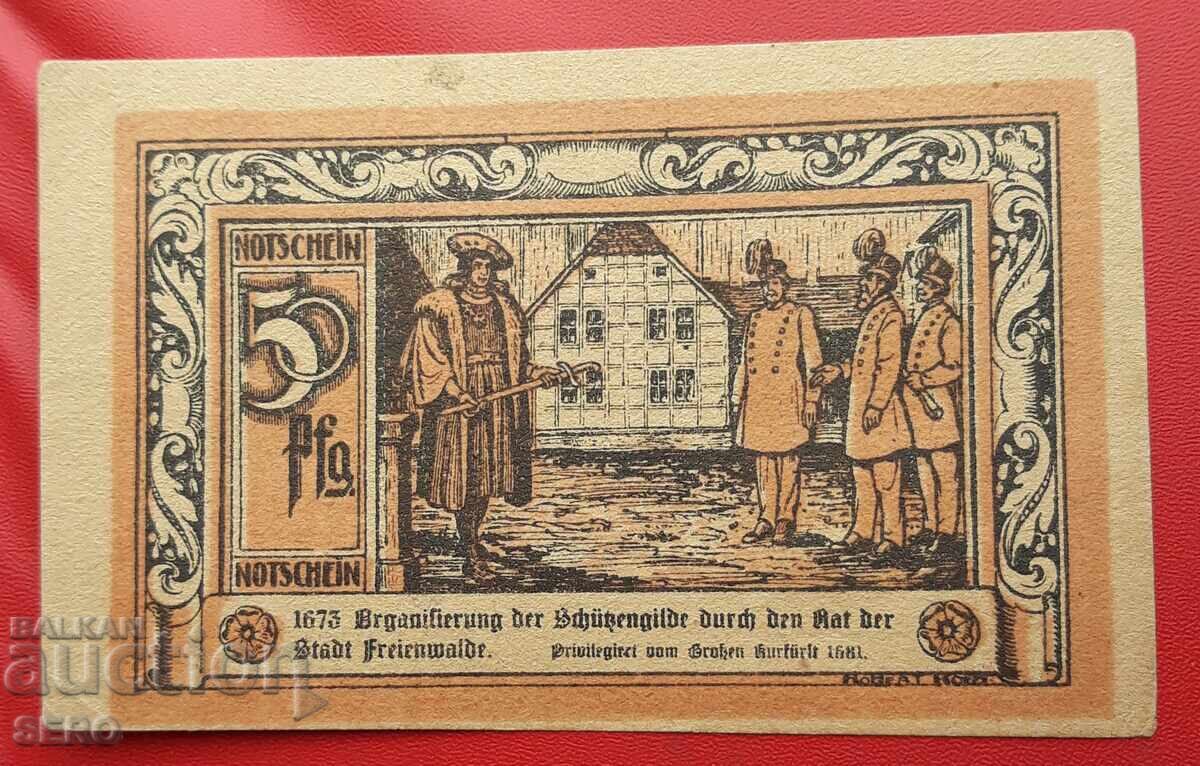 NOTSCHEIN
50
Pfg.
NOTSCHEIN
1673 Organisierung der Schützengilde durch den Rat der
Stadt Freienwalde. Privilegiert vom Großen Kurfürst 1681.
BALKAN
auction
SERO